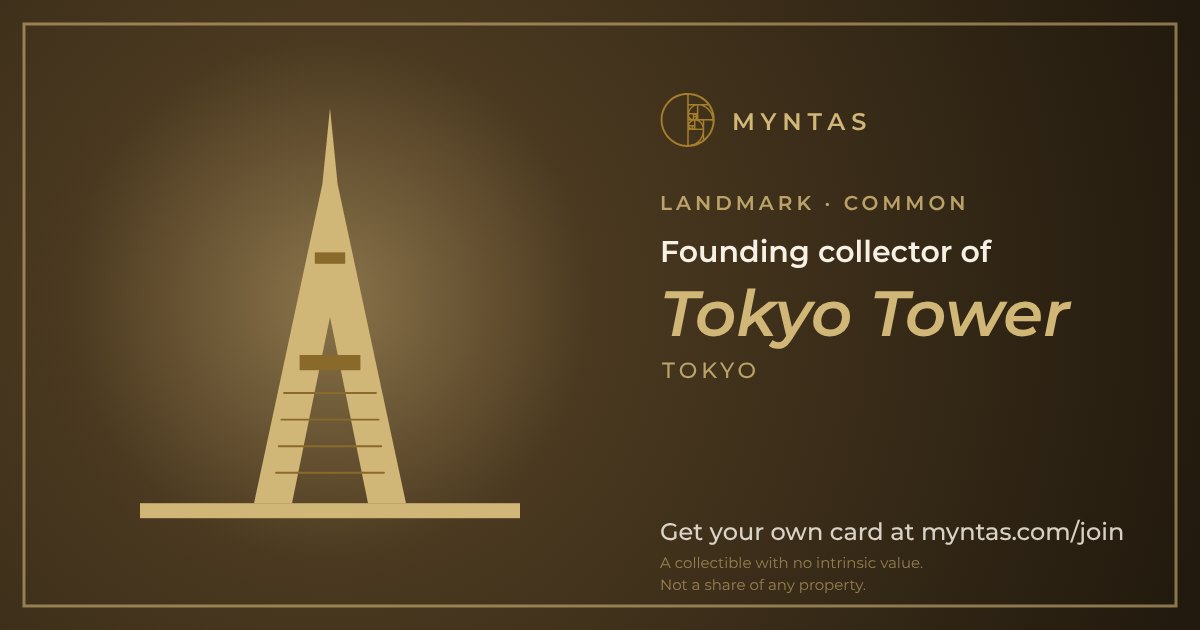 MYNTAS
LANDMARK · COMMON
Founding collector of
Tokyo Tower
TOKYO
Get your own card at myntas.com/join
A collectible with no intrinsic value.
Not a share of any property.